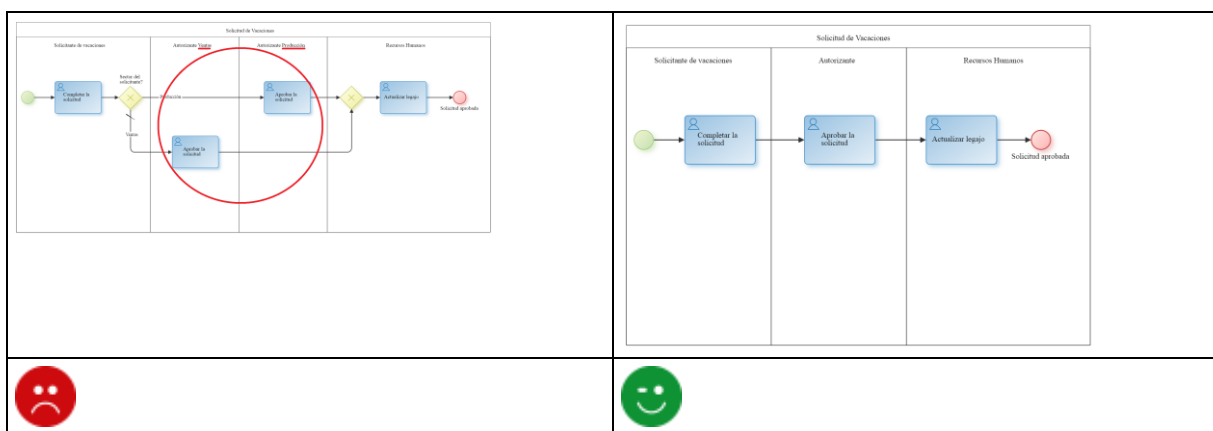 Solicitud de Vacaciones
Solicitante de vacaciones
Autorizante Ventas
Autorizante Producción
Recursos Humanos
Sector del
solicitante?
Completar la
solicitud
Producción
Aprobar la
solicitud
Actualizar legajo
Solicitud aprobada
Ventas
Aprobar la
solicitud
Solicitud de Vacaciones
Solicitante de vacaciones
Autorizante
Recursos Humanos
Completar la
solicitud
Aprobar la
solicitud
Actualizar legajo
Solicitud aprobada